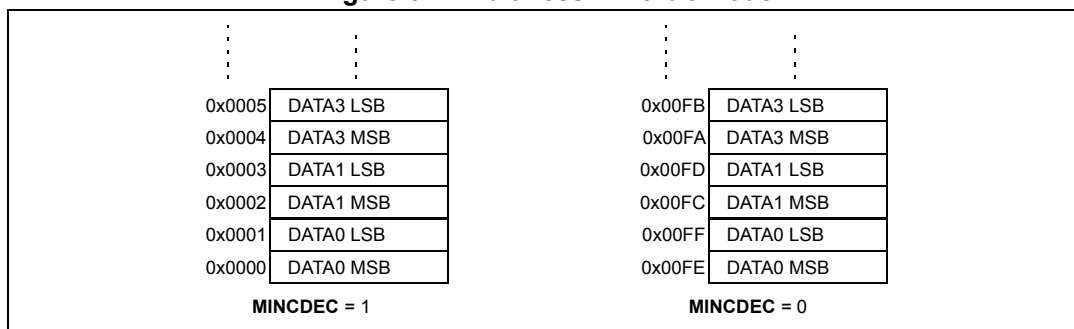 0x0005 DATA3 LSB 0x00FB DATA3 LSB
0x0004 DATA3 MSB 0x00FA DATA3 MSB
0x0003 DATA1 LSB 0x00FD DATA1 LSB
0x0002 DATA1 MSB 0x00FC DATA1 MSB
0x0001 DATA0 LSB 0x00FF DATA0 LSB
0x0000 DATA0 MSB 0x00FE DATA0 MSB
MINCDEC = 1 MINCDEC = 0